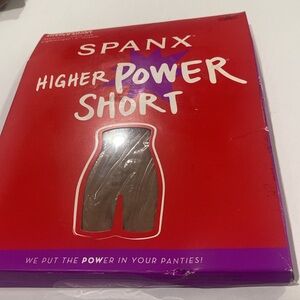 SPANX
HIGHER POWER
SHORT
WE PUT THE POWER IN YOUR PANTIES!